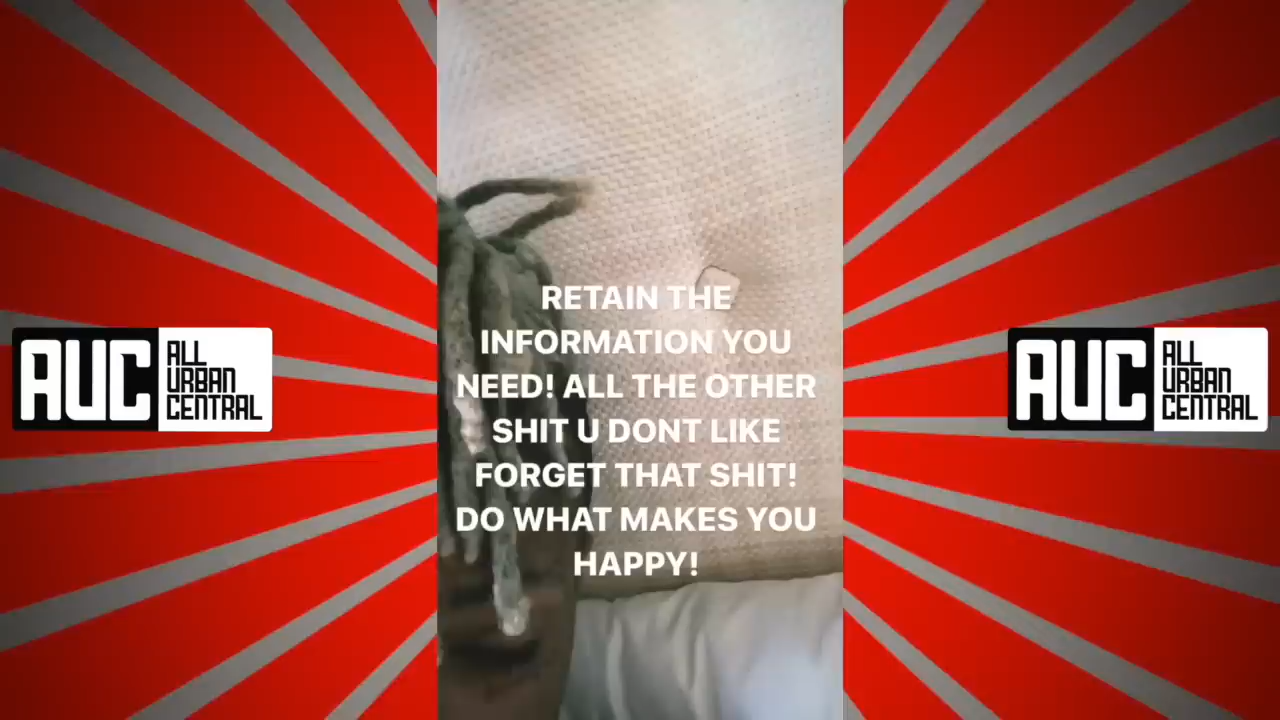 AUC
ALL
URBAN
CENTRAL
RETAIN THE
INFORMATION YOU
NEED! ALL THE OTHER
SHIT U DONT LIKE
FORGET THAT SHIT!
DO WHAT MAKES YOU
HAPPY!
AUC
ALL
URBAN
CENTRAL